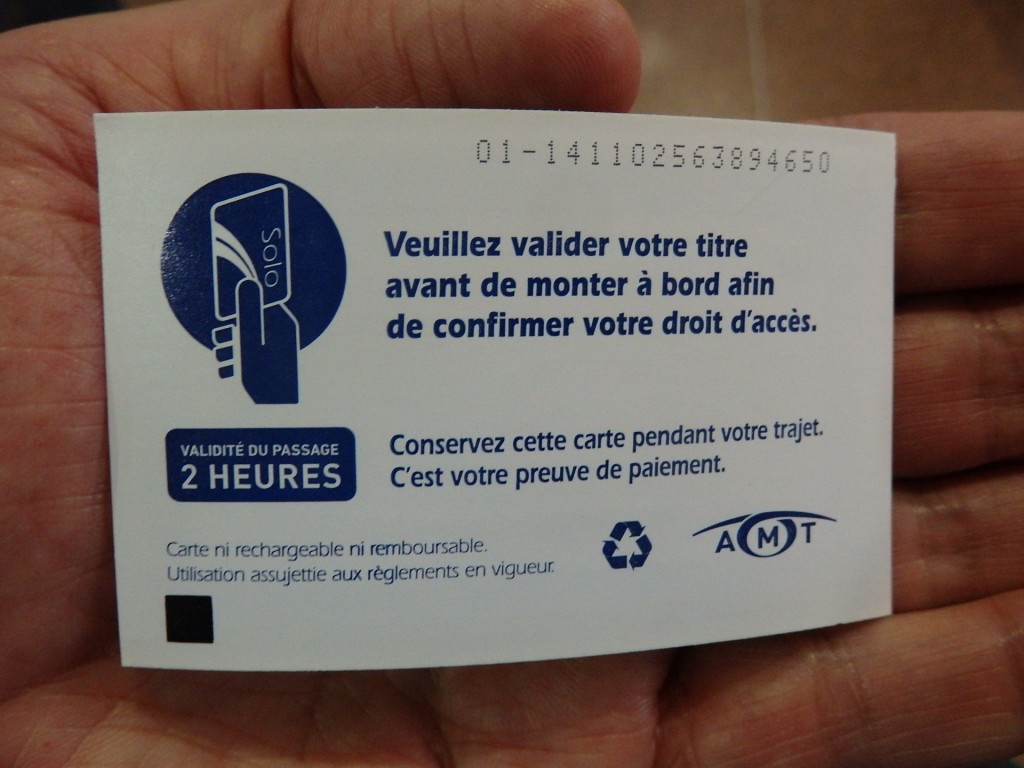 01-141102563894650
Solo
Veuillez valider votre titre
avant de monter à bord afin
de confirmer votre droit d'accès.
VALIDITÉ DU PASSAGE
2 HEURES
Conservez cette carte pendant votre trajet.
C'est votre preuve de paiement.
Carte ni rechargeable ni remboursable.
Utilisation assujettie aux règlements en vigueur.
AMT